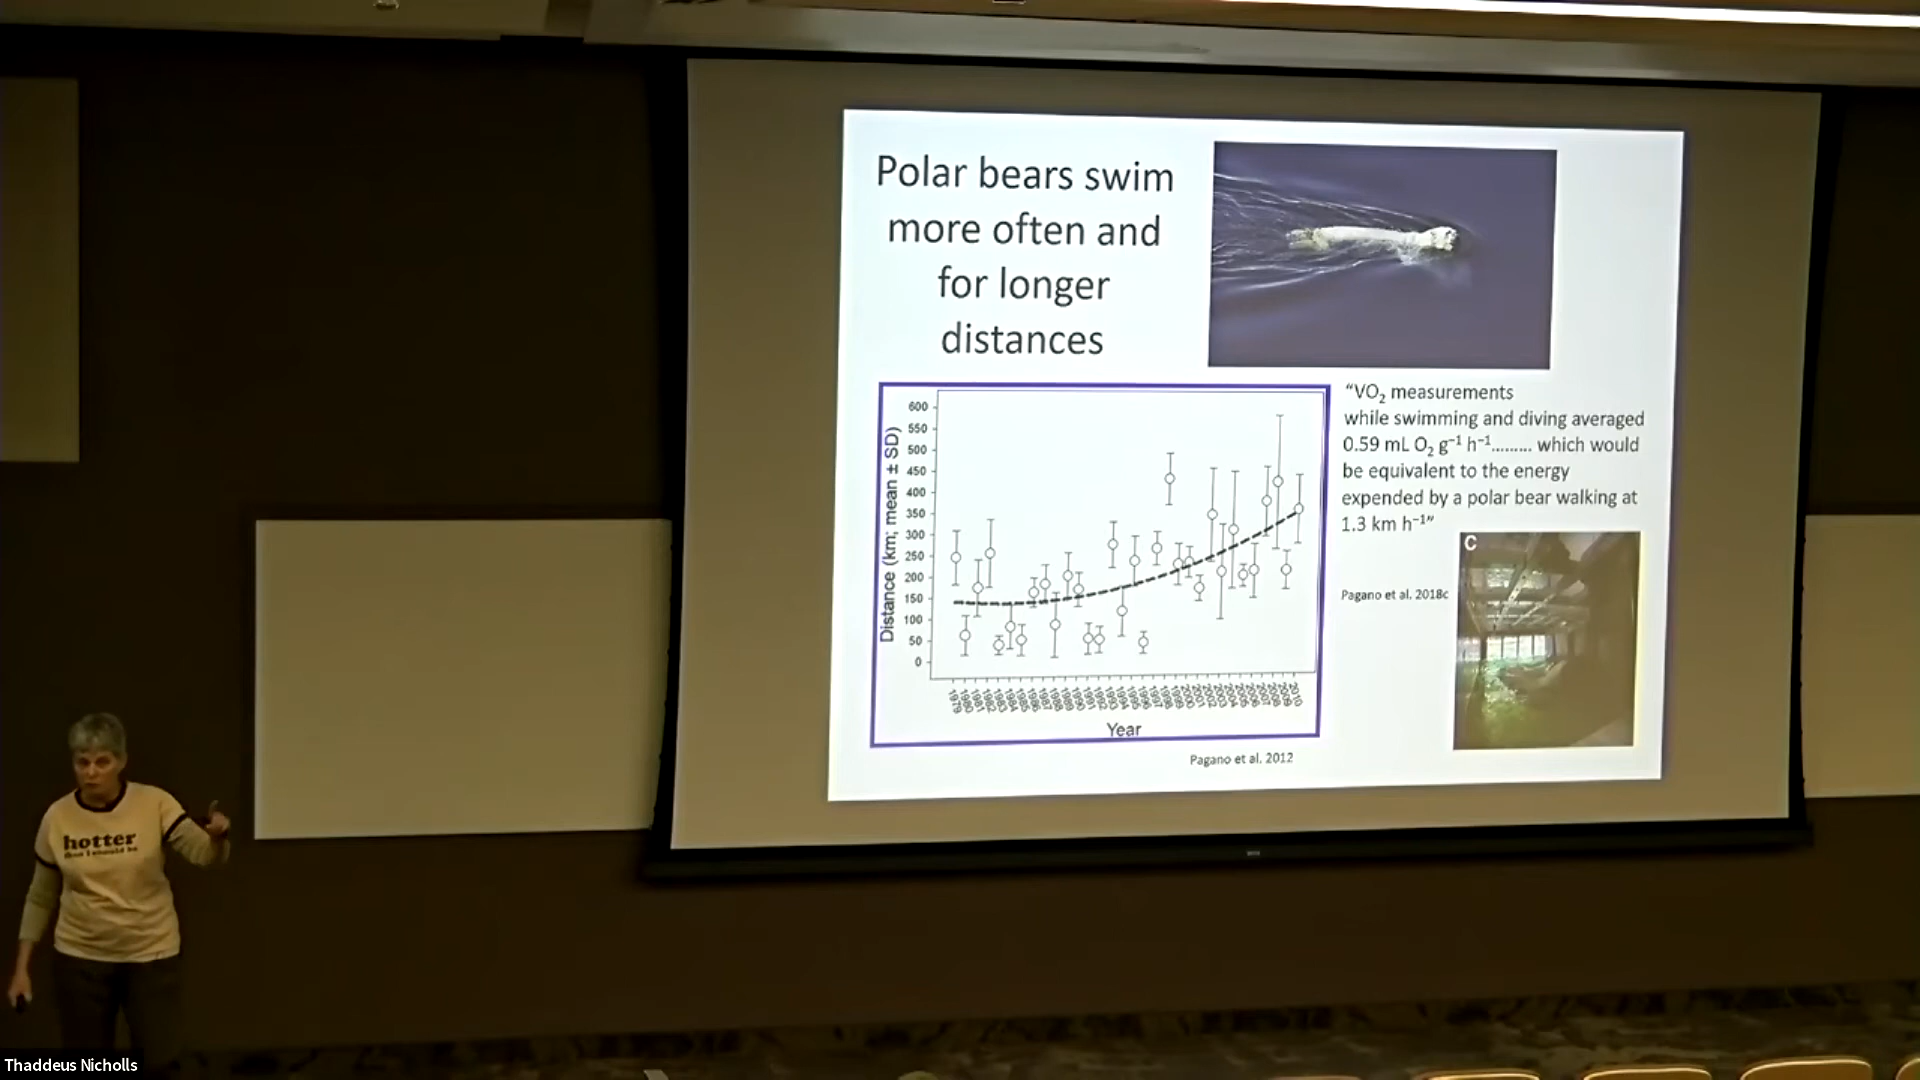 Polar bears swim
more often and
for longer
distances
“VO2 measurements
while swimming and diving averaged
0.59 mL O2 g−1 h−1......... which would
be equivalent to the energy
expended by a polar bear walking at
1.3 km h−1”
C
Pagano et al. 2018c
Distance (km; mean ± SD)
600
550
500
450
400
350
300
250
200
150
100
50
0
Year
Pagano et al. 2012
hotter
than I should be
Thaddeus Nicholls